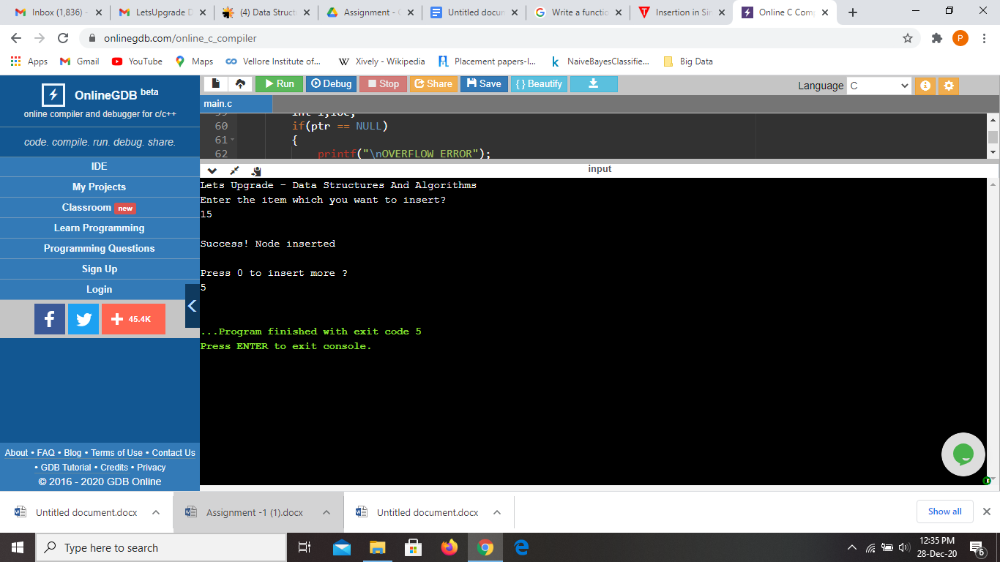 Inbox (1,836) -
LetsUpgrade D
(4) Data Struct
Assignment - 
Untitled docun
Write a functio
Insertion in Sin
Online C Com
onlinegdb.com/online_c_compiler
Apps
Gmail
YouTube
Maps
Vellore Institute of...
Xively - Wikipedia
Placement papers-I...
NaiveBayesClassifie...
Big Data
OnlineGDB beta
online compiler and debugger for c/c++
code. compile. run. debug. share.
IDE
My Projects
Classroom new
Learn Programming
Programming Questions
Sign Up
Login
45.4K
About • FAQ • Blog • Terms of Use • Contact Us
• GDB Tutorial • Credits • Privacy
© 2016 - 2020 GDB Online
Run
Debug
Stop
Share
Save
{ } Beautify
Language C
main.c
59 int i,loc;
60 if(ptr == NULL)
61 {
62 printf("\nOVERFLOW ERROR");
input
Lets Upgrade - Data Structures And Algorithms
Enter the item which you want to insert?
15
Success! Node inserted
Press 0 to insert more ?
5
...Program finished with exit code 5
Press ENTER to exit console.
Untitled document.docx
Assignment -1 (1).docx
Untitled document.docx
Show all
Type here to search
12:35 PM
28-Dec-20
6